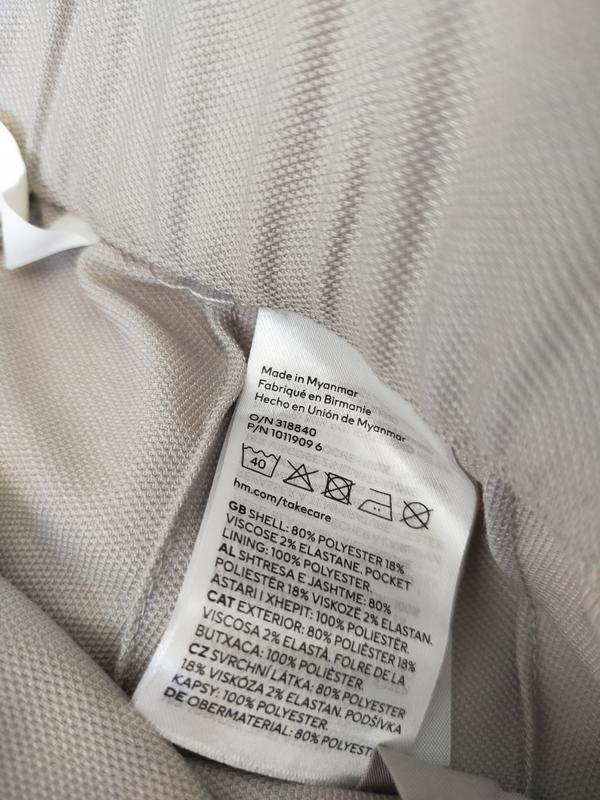 Made in Myanmar
Fabriqué en Birmanie
Hecho en Unión de Myanmar
O/N 318840
P/N 1011909 6
40
hm.com/takecare
GB SHELL: 80% POLYESTER 18%
VISCOSE 2% ELASTANE. POCKET
LINING: 100% POLYESTER.
AL SHTRESA E JASHTME: 80%
POLIESTËR 18% VISKOZË 2% ELASTAN.
ASTARI I XHEPIT: 100% POLIESTËR.
CAT EXTERIOR: 80% POLIÈSTER 18%
VISCOSA 2% ELASTÀ. FOLRE DE LA
BUTXACA: 100% POLIÈSTER.
CZ SVRCHNÍ LÁTKA: 80% POLYESTER
18% VISKÓZA 2% ELASTAN. PODŠÍVKA
KAPSY: 100% POLYESTER.
DE OBERMATERIAL: 80% POLYEST